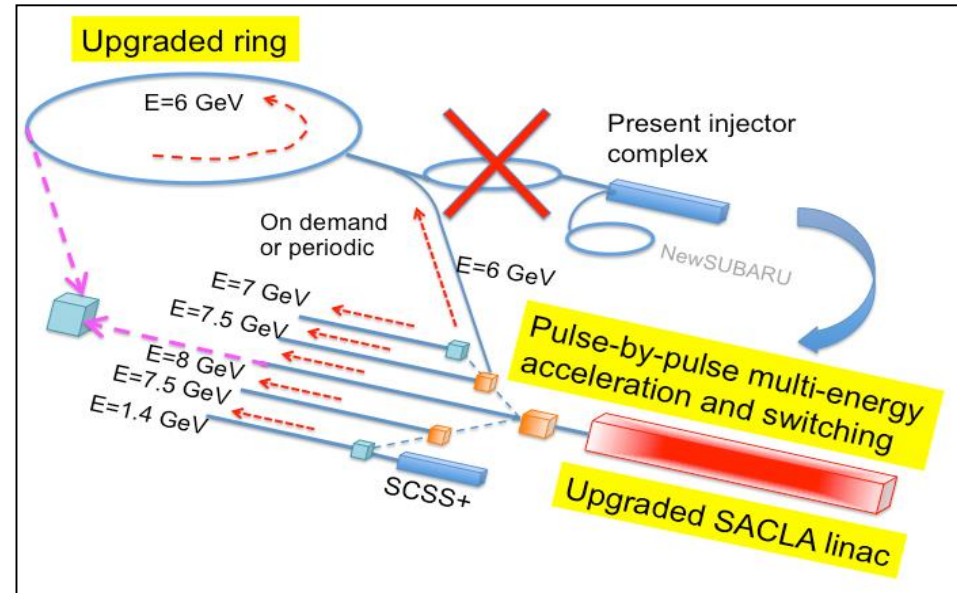 Upgraded ring
E=6 GeV
Present injector
complex
On demand
or periodic
E=6 GeV
NewSUBARU
E=7 GeV
E=7.5 GeV
E=8 GeV
E=7.5 GeV
E=1.4 GeV
Pulse-by-pulse multi-energy
acceleration and switching
SCSS+
Upgraded SACLA linac